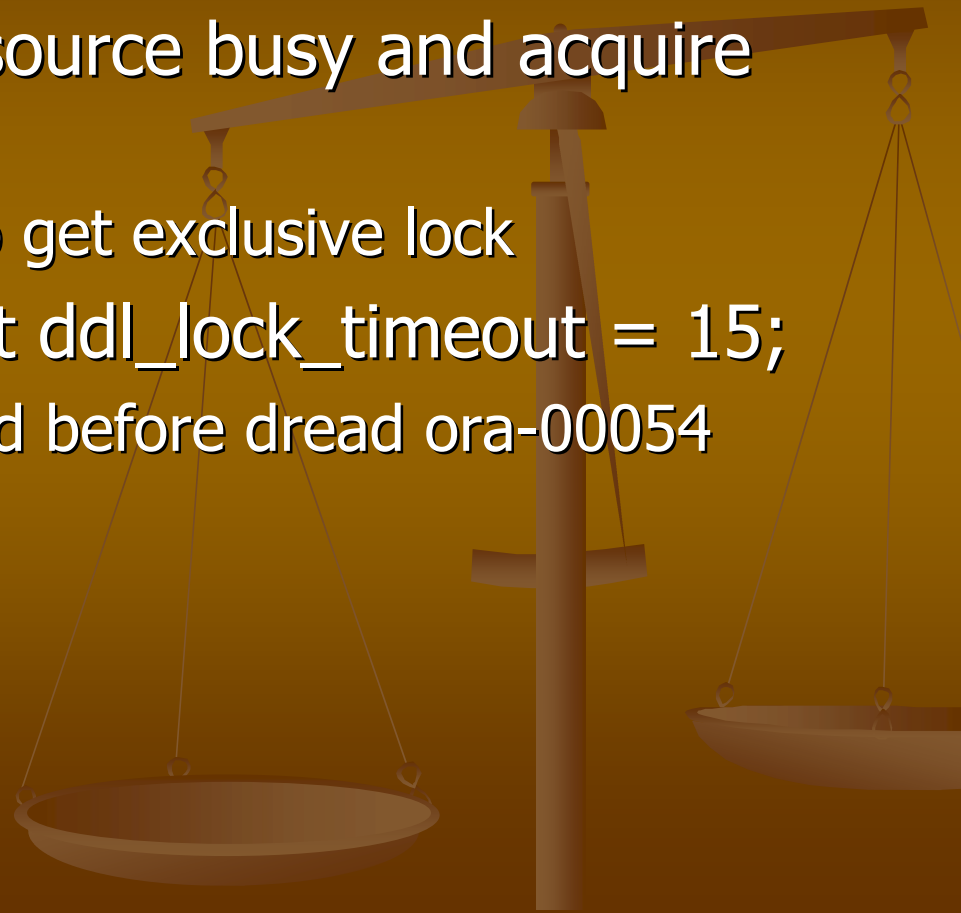 source busy and acquire
get exclusive lock
t ddl_lock_timeout = 15;
d before dread ora-00054